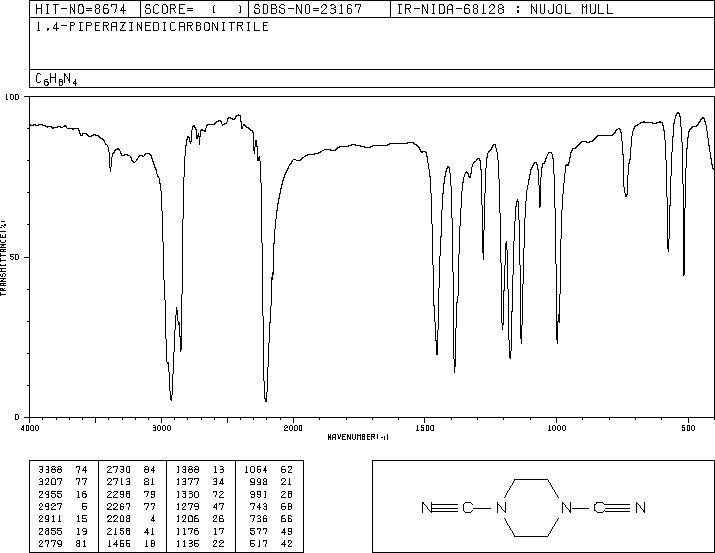 HIT-NO=8674 SCORE= ( ) SDBS-NO=23167 IR-NIDA-68128 : NUJOL MULL
1,4-PIPERAZINEDICARBONITRILE
C6H8N4
100
50
0
TRANSMITTANCE(%)
4000 3000 2000 1500 1000 500
WAVENUMBER(-1)
3388 74 2730 84 1388 13 1064 62
3207 77 2713 81 1377 34 998 21
2955 16 2298 79 1330 72 991 28
2927 5 2267 77 1279 47 743 68
2911 15 2208 4 1206 26 736 66
2855 19 2158 41 1176 17 577 49
2779 81 1466 18 1136 22 517 42
N C N N C N